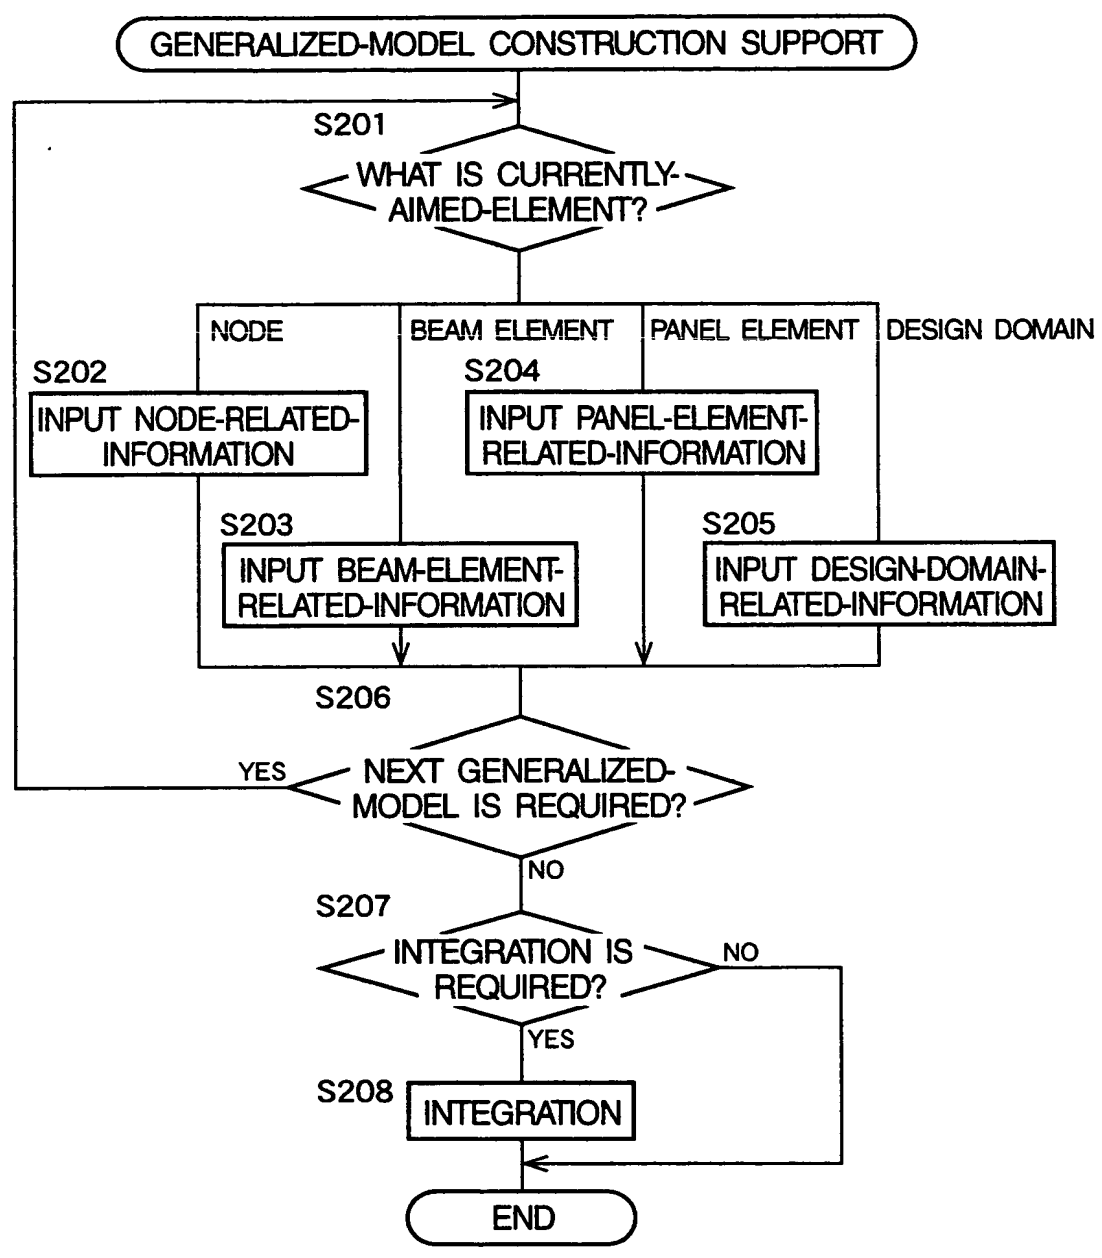 GENERALIZED-MODEL CONSTRUCTION SUPPORT
S201
WHAT IS CURRENTLY-
AIMED-ELEMENT?
NODE
BEAM ELEMENT
PANEL ELEMENT
DESIGN DOMAIN
S202
INPUT NODE-RELATED-
INFORMATION
S204
INPUT PANEL-ELEMENT-
RELATED-INFORMATION
S203
INPUT BEAM-ELEMENT-
RELATED-INFORMATION
S205
INPUT DESIGN-DOMAIN-
RELATED-INFORMATION
S206
YES
NEXT GENERALIZED-
MODEL IS REQUIRED?
NO
S207
INTEGRATION IS
REQUIRED?
NO
YES
S208
INTEGRATION
END